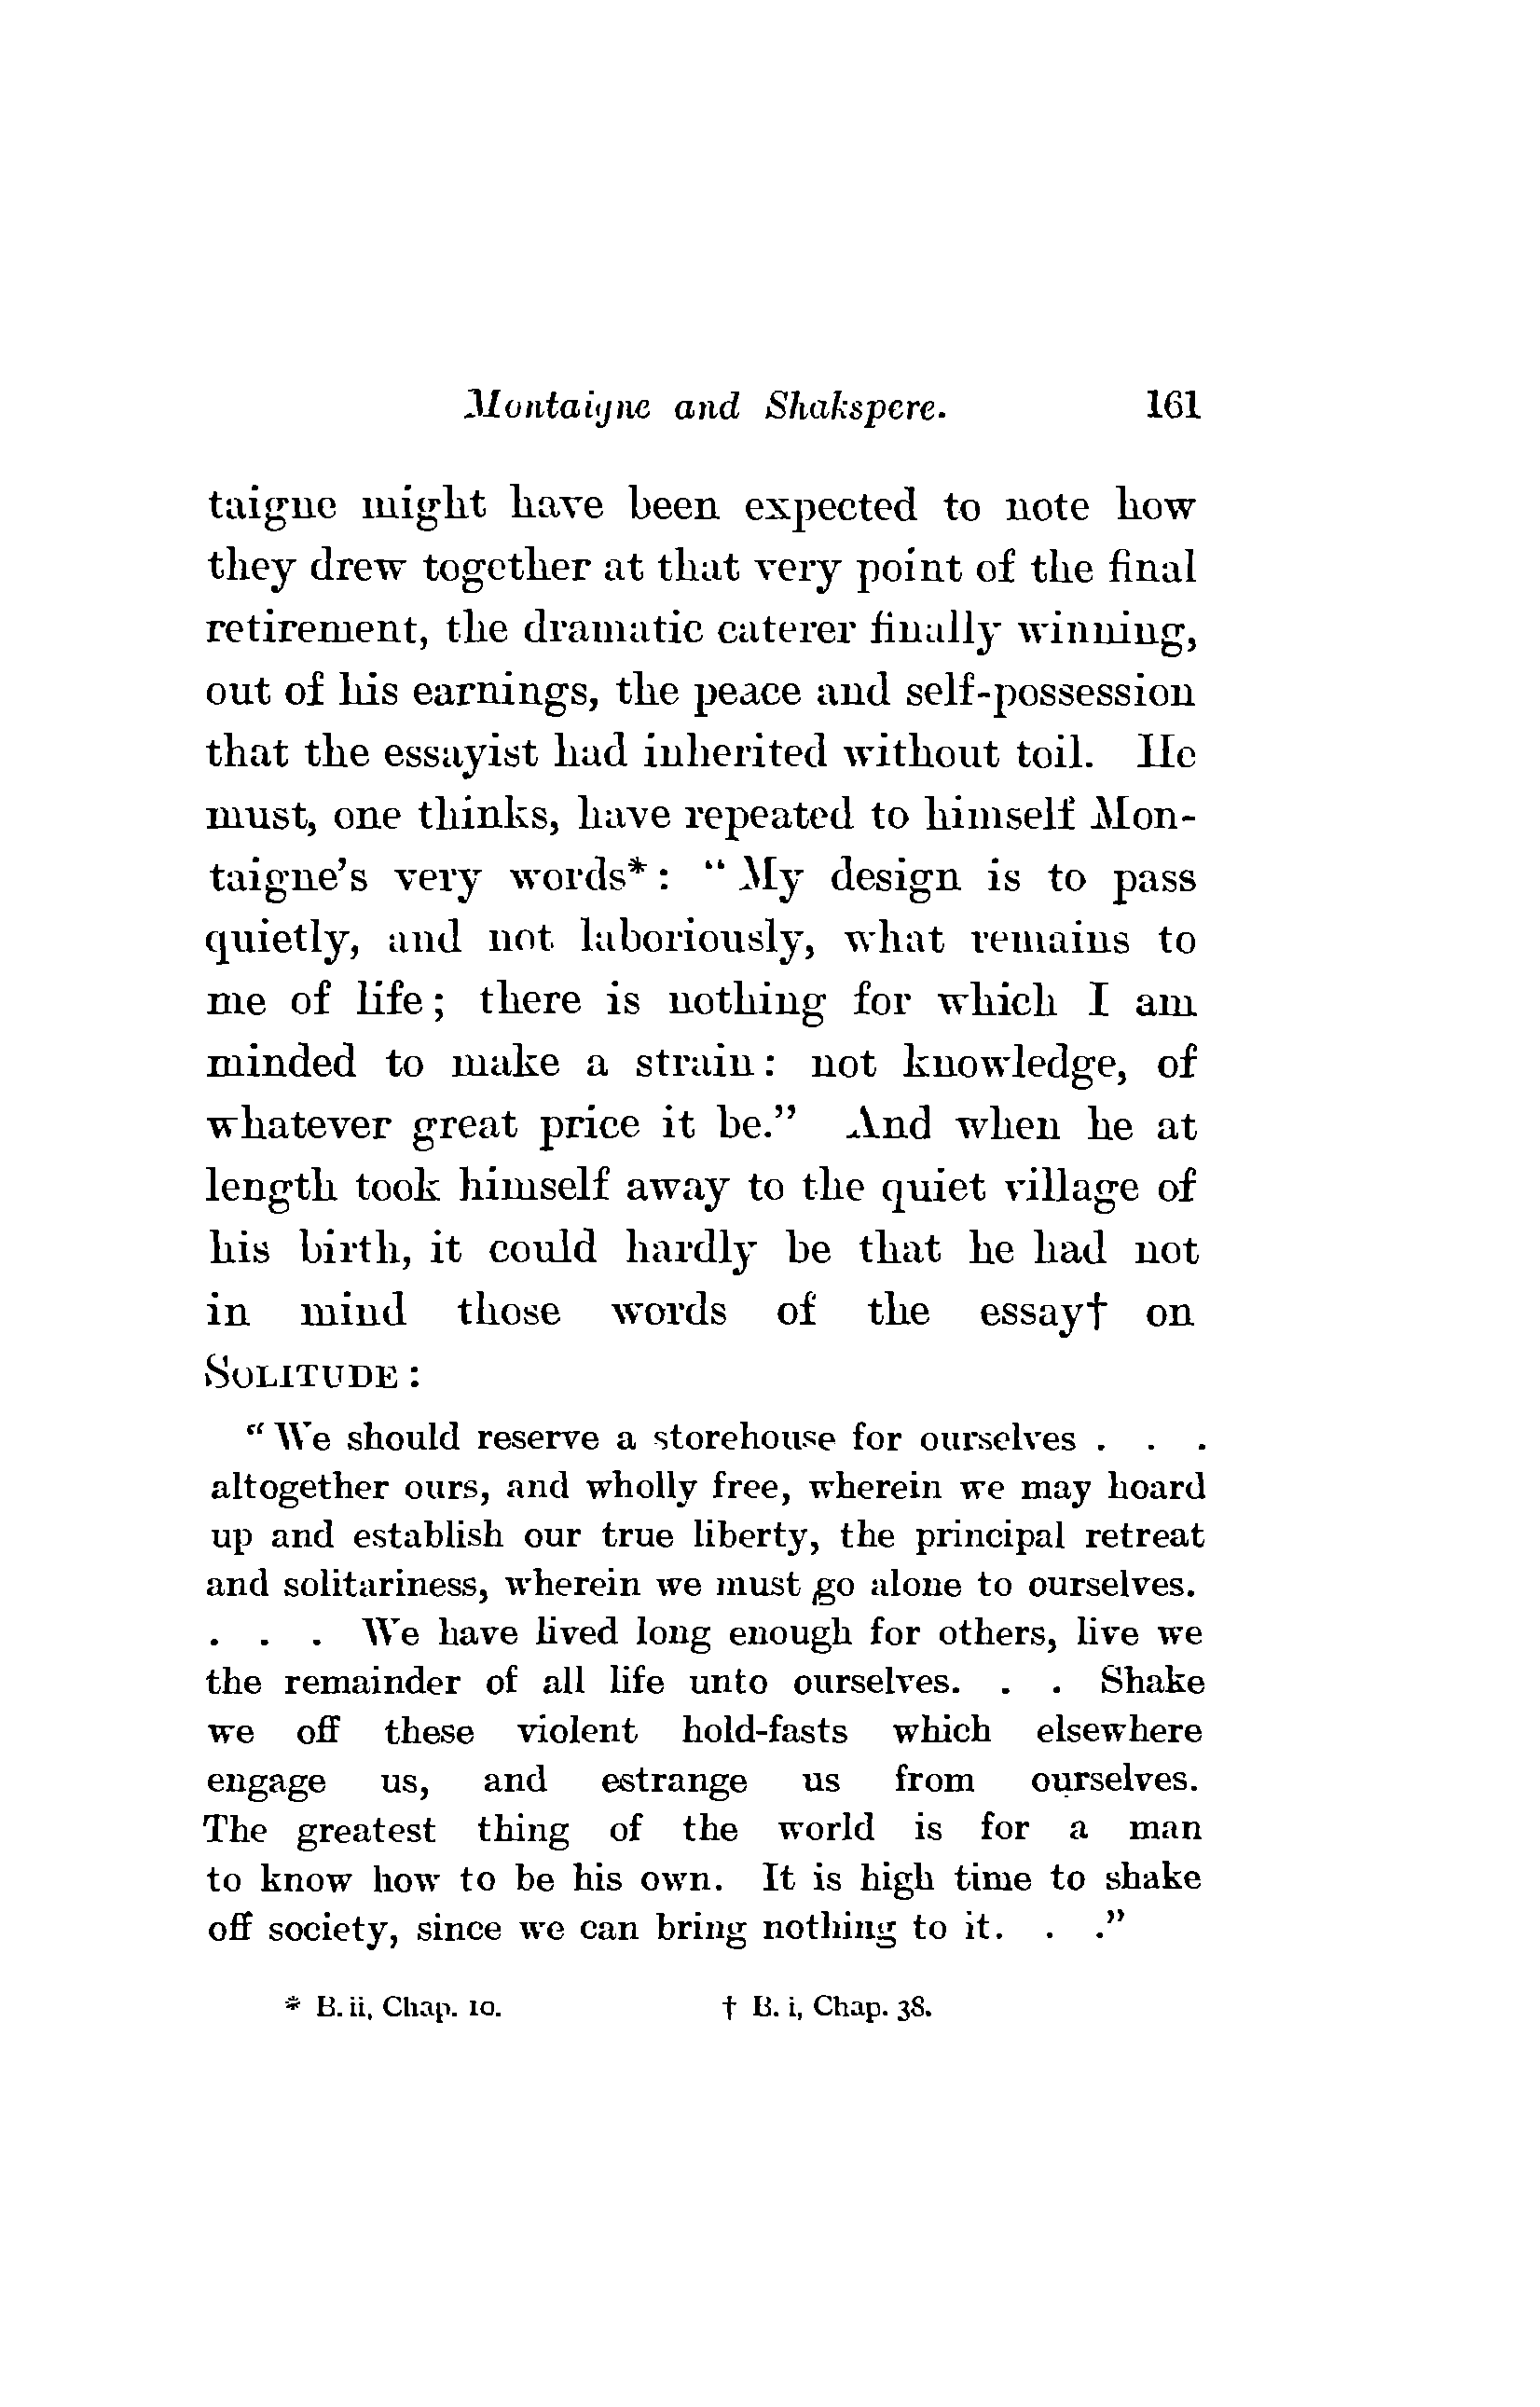 Montaigne and Shakspere. 161
taigne might have been expected to note how
they drew together at that very point of the final
retirement, the dramatic caterer finally winning,
out of his earnings, the peace and self-possession
that the essayist had inherited without toil. He
must, one thinks, have repeated to himself Mon-
taigne's very words*: “My design is to pass
quietly, and not laboriously, what remains to
me of life; there is nothing for which I am
minded to make a strain: not knowledge, of
whatever great price it be.” And when he at
length took himself away to the quiet village of
his birth, it could hardly be that he had not
in mind those words of the essay† on
SOLITUDE:
“We should reserve a storehouse for ourselves . . .
altogether ours, and wholly free, wherein we may hoard
up and establish our true liberty, the principal retreat
and solitariness, wherein we must go alone to ourselves.
. . . We have lived long enough for others, live we
the remainder of all life unto ourselves. . . Shake
we off these violent hold-fasts which elsewhere
engage us, and estrange us from ourselves.
The greatest thing of the world is for a man
to know how to be his own. It is high time to shake
off society, since we can bring nothing to it. . .”
* B. ii, Chap. 10. † B. i, Chap. 38.